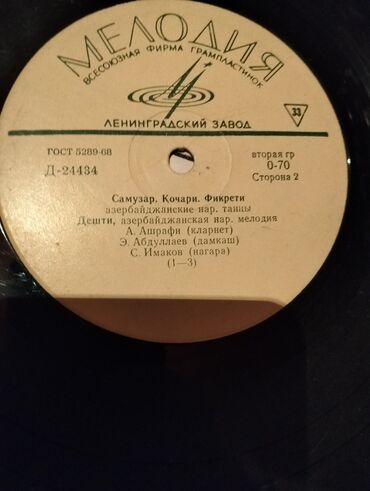 МЕЛОДИЯ
ВСЕСОЮЗНАЯ ФИРМА ГРАМПЛАСТИНОК
33
ЛЕНИНГРАДСКИЙ ЗАВОД
ГОСТ 5289-68
Д-24434
вторая гр
0-70
Сторона 2
Самузар. Кочари. Фикрети
азербайджанские нар. танцы
Дешти, азербайджанская нар. мелодия
А. Ашрафи (кларнет)
Э. Абдуллаев (дамкаш)
С. Имаков (нагара)
(1—3)